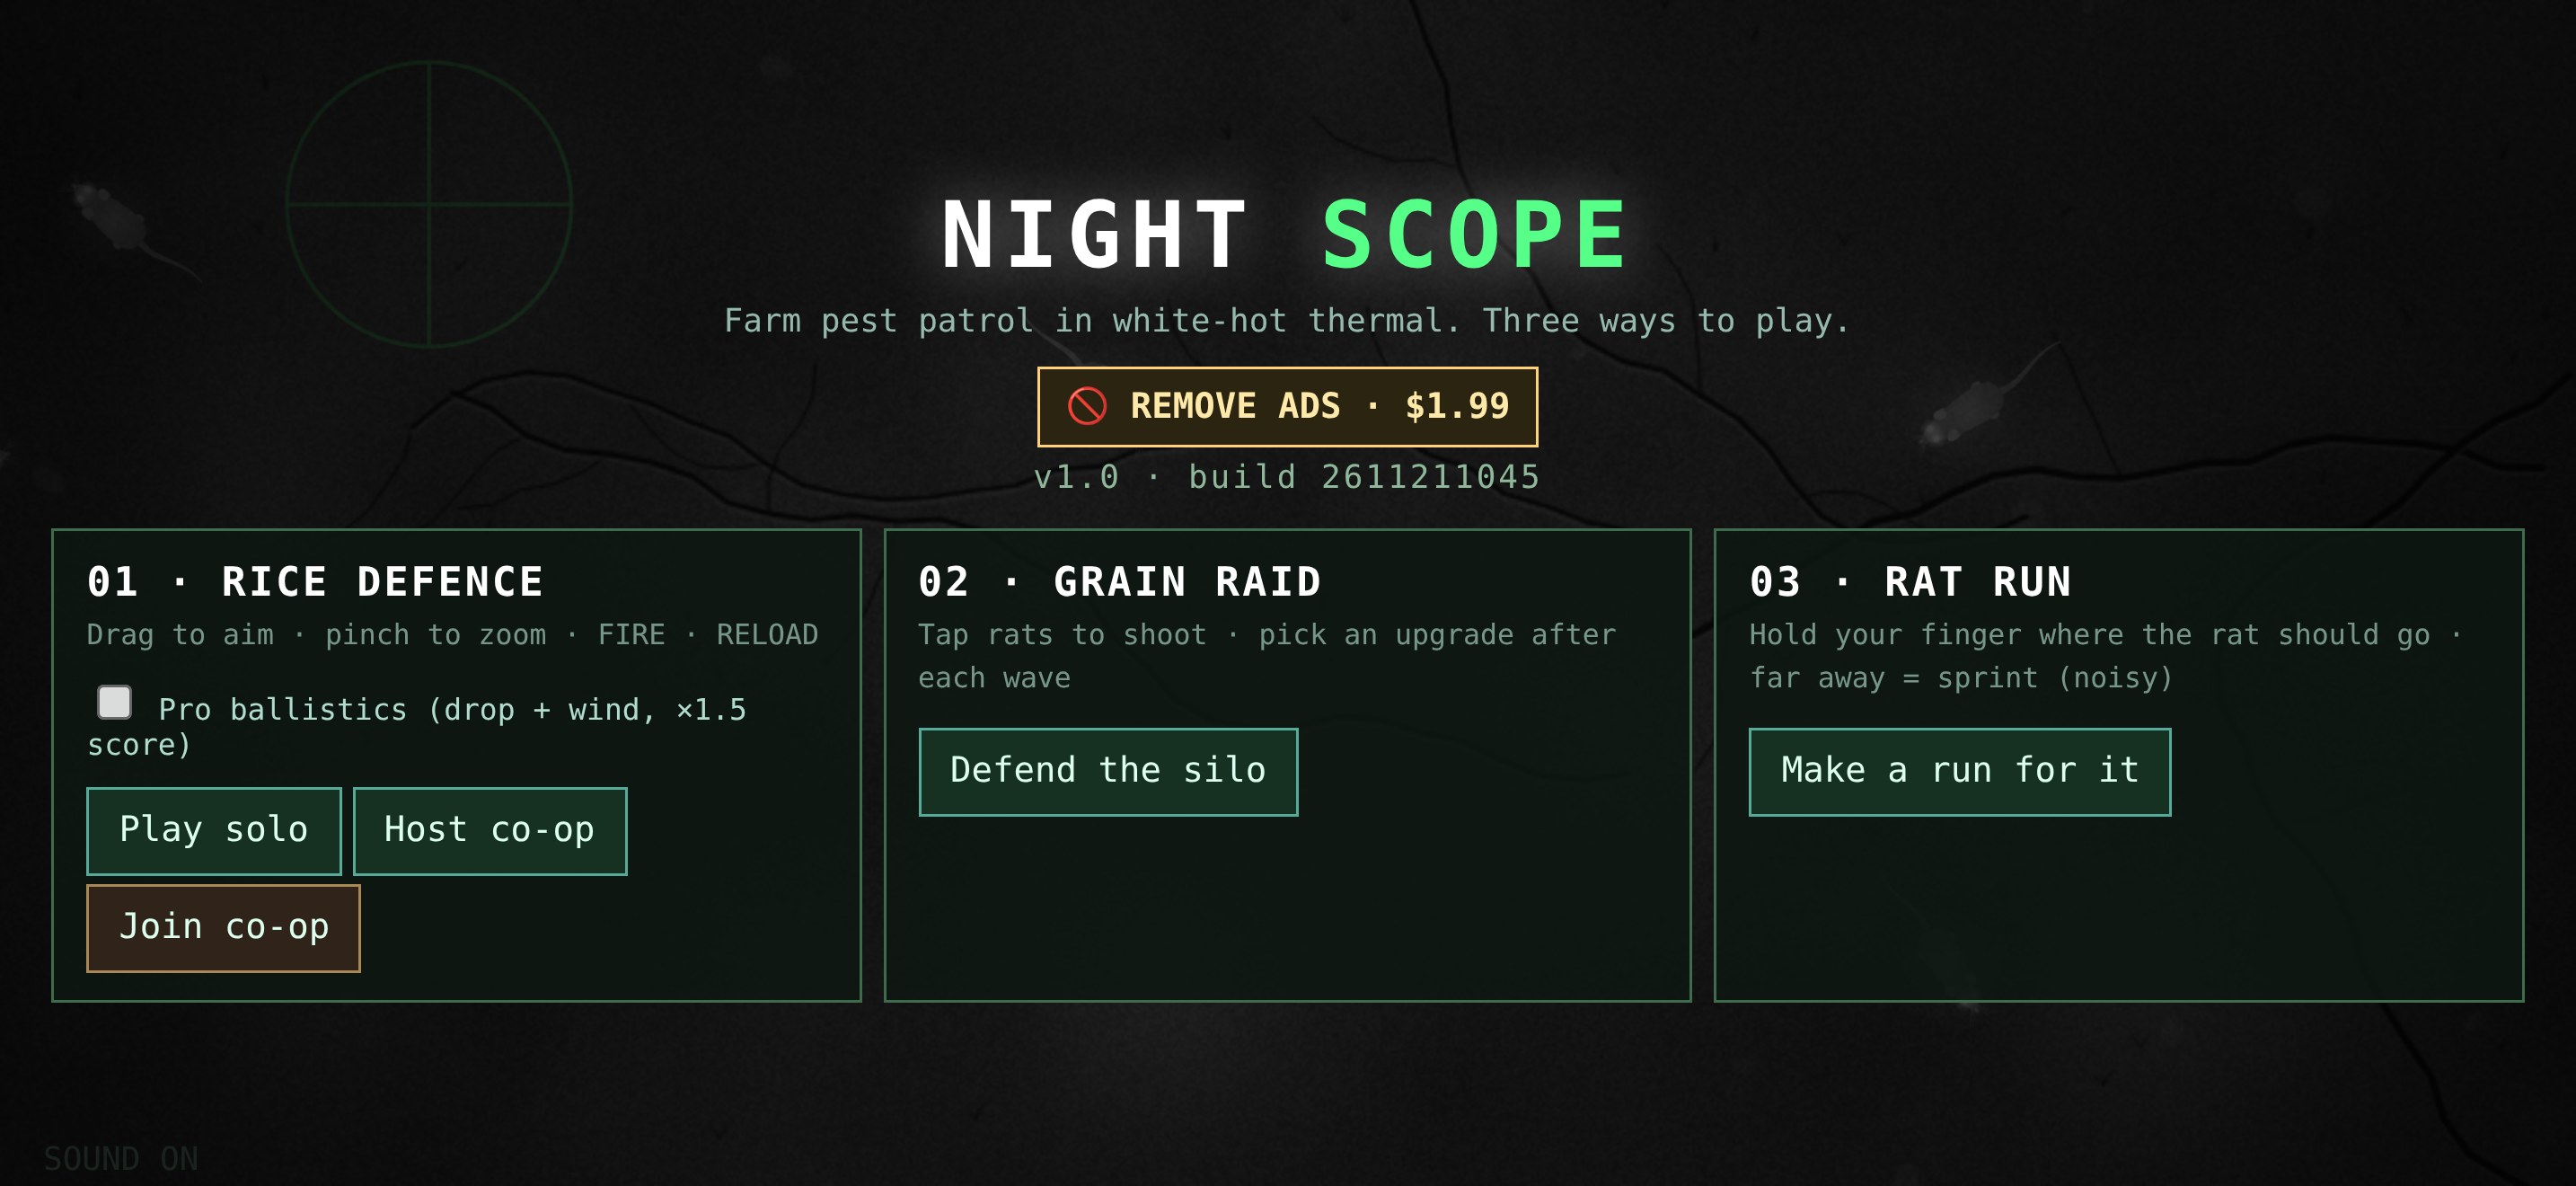 NIGHT SCOPE
Farm pest patrol in white-hot thermal. Three ways to play.
🚫 REMOVE ADS · $1.99
v1.0 · build 2611211045
01 · RICE DEFENCE
Drag to aim · pinch to zoom · FIRE · RELOAD
Pro ballistics (drop + wind, ×1.5
score)
Play solo
Host co-op
Join co-op
02 · GRAIN RAID
Tap rats to shoot · pick an upgrade after
each wave
Defend the silo
03 · RAT RUN
Hold your finger where the rat should go ·
far away = sprint (noisy)
Make a run for it
SOUND ON